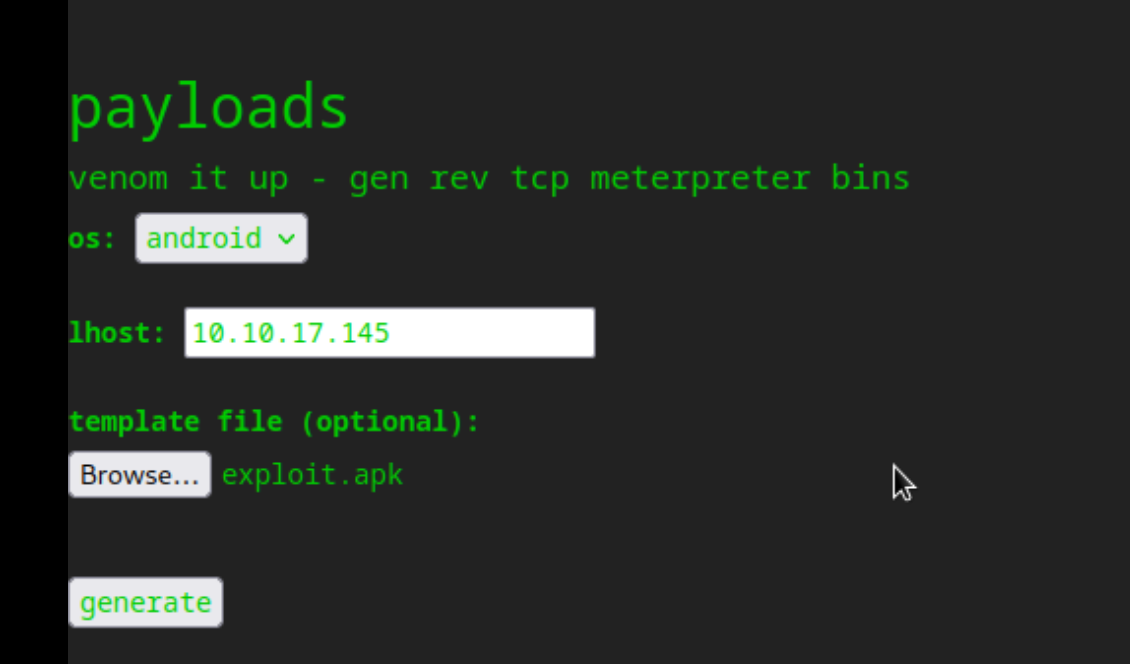 payloads
venom it up - gen rev tcp meterpreter bins
os: android
lhost: 10.10.17.145
template file (optional):
Browse... exploit.apk
generate